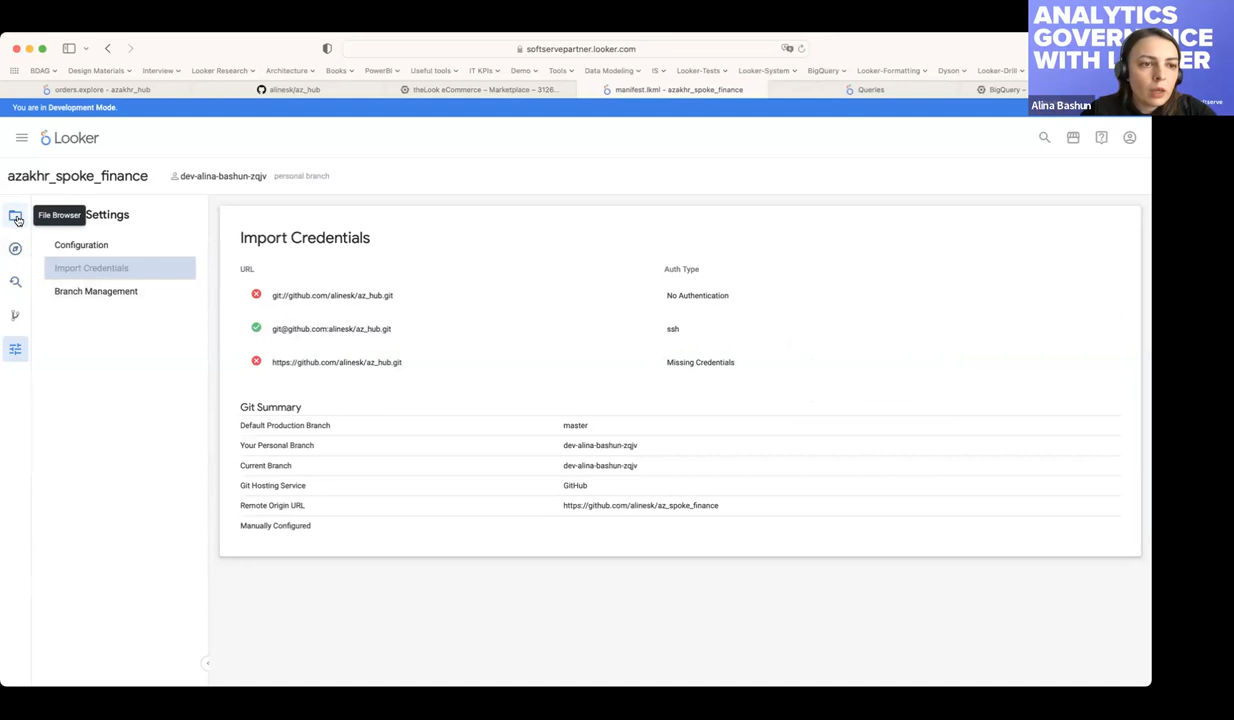 ANALYTICS
GOVERNANCE
WITH
Alina Bashun
softservepartner.looker.com
BDAG
Design Materials
Interview
Looker Research
Architecture
Books
PowerBI
Useful tools
IT KPIs
Demo
Tools
Data Modeling
IS
Looker-Tests
Looker-System
BigQuery
Looker-Formatting
Dyson
Looker-Drill
orders.explore - azakhr_hub
alinesk/az_hub
theLook eCommerce – Marketplace – 3126...
manifest.lkml - azakhr_spoke_finance
Queries
BigQuery –
You are in Development Mode.
Looker
azakhr_spoke_finance
dev-alina-bashun-zqjv
personal branch
File Browser
Settings
Configuration
Import Credentials
Branch Management
Import Credentials
URL
Auth Type
git://github.com/alinesk/az_hub.git
No Authentication
git@github.com:alinesk/az_hub.git
ssh
https://github.com/alinesk/az_hub.git
Missing Credentials
Git Summary
Default Production Branch
master
Your Personal Branch
dev-alina-bashun-zqjv
Current Branch
dev-alina-bashun-zqjv
Git Hosting Service
GitHub
Remote Origin URL
https://github.com/alinesk/az_spoke_finance
Manually Configured